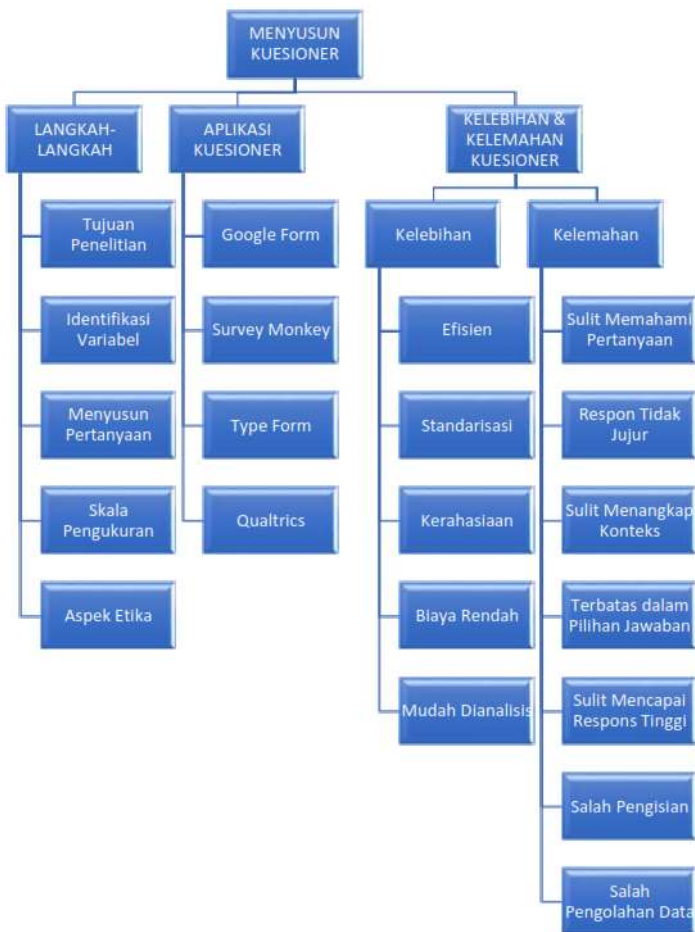 MENYUSUN
KUESIONER
LANGKAH-
LANGKAH
Tujuan
Penelitian
Identifikasi
Variabel
Menyusun
Pertanyaan
Skala
Pengukuran
Aspek Etika
APLIKASI
KUESIONER
Google Form
Survey Monkey
Type Form
Qualtrics
KELEBIHAN &
KELEMAHAN
KUESIONER
Kelebihan
Efisien
Standarisasi
Kerahasiaan
Biaya Rendah
Mudah Dianalisis
Kelemahan
Sulit Memahami
Pertanyaan
Respon Tidak
Jujur
Sulit Menangkap
Konteks
Terbatas dalam
Pilihan Jawaban
Sulit Mencapai
Respons Tinggi
Salah Pengisian
Salah
Pengolahan Data